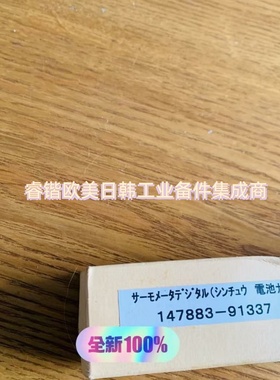 睿锴欧美日韩工业备件集成商
サーモメータデジタル(シンチュウ 電池
147883-91337
全新100%